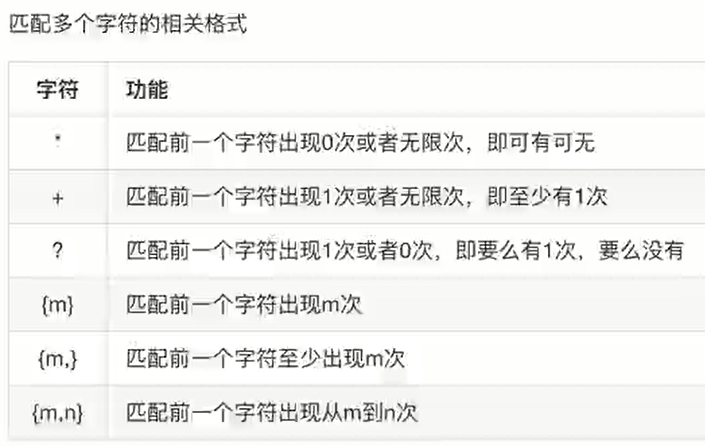 匹配多个字符的相关格式
字符 功能
* 匹配前一个字符出现0次或者无限次，即可有可无
+ 匹配前一个字符出现1次或者无限次，即至少有1次
? 匹配前一个字符出现1次或者0次，即要么有1次，要么没有
{m} 匹配前一个字符出现m次
{m,} 匹配前一个字符至少出现m次
{m,n} 匹配前一个字符出现从m到n次